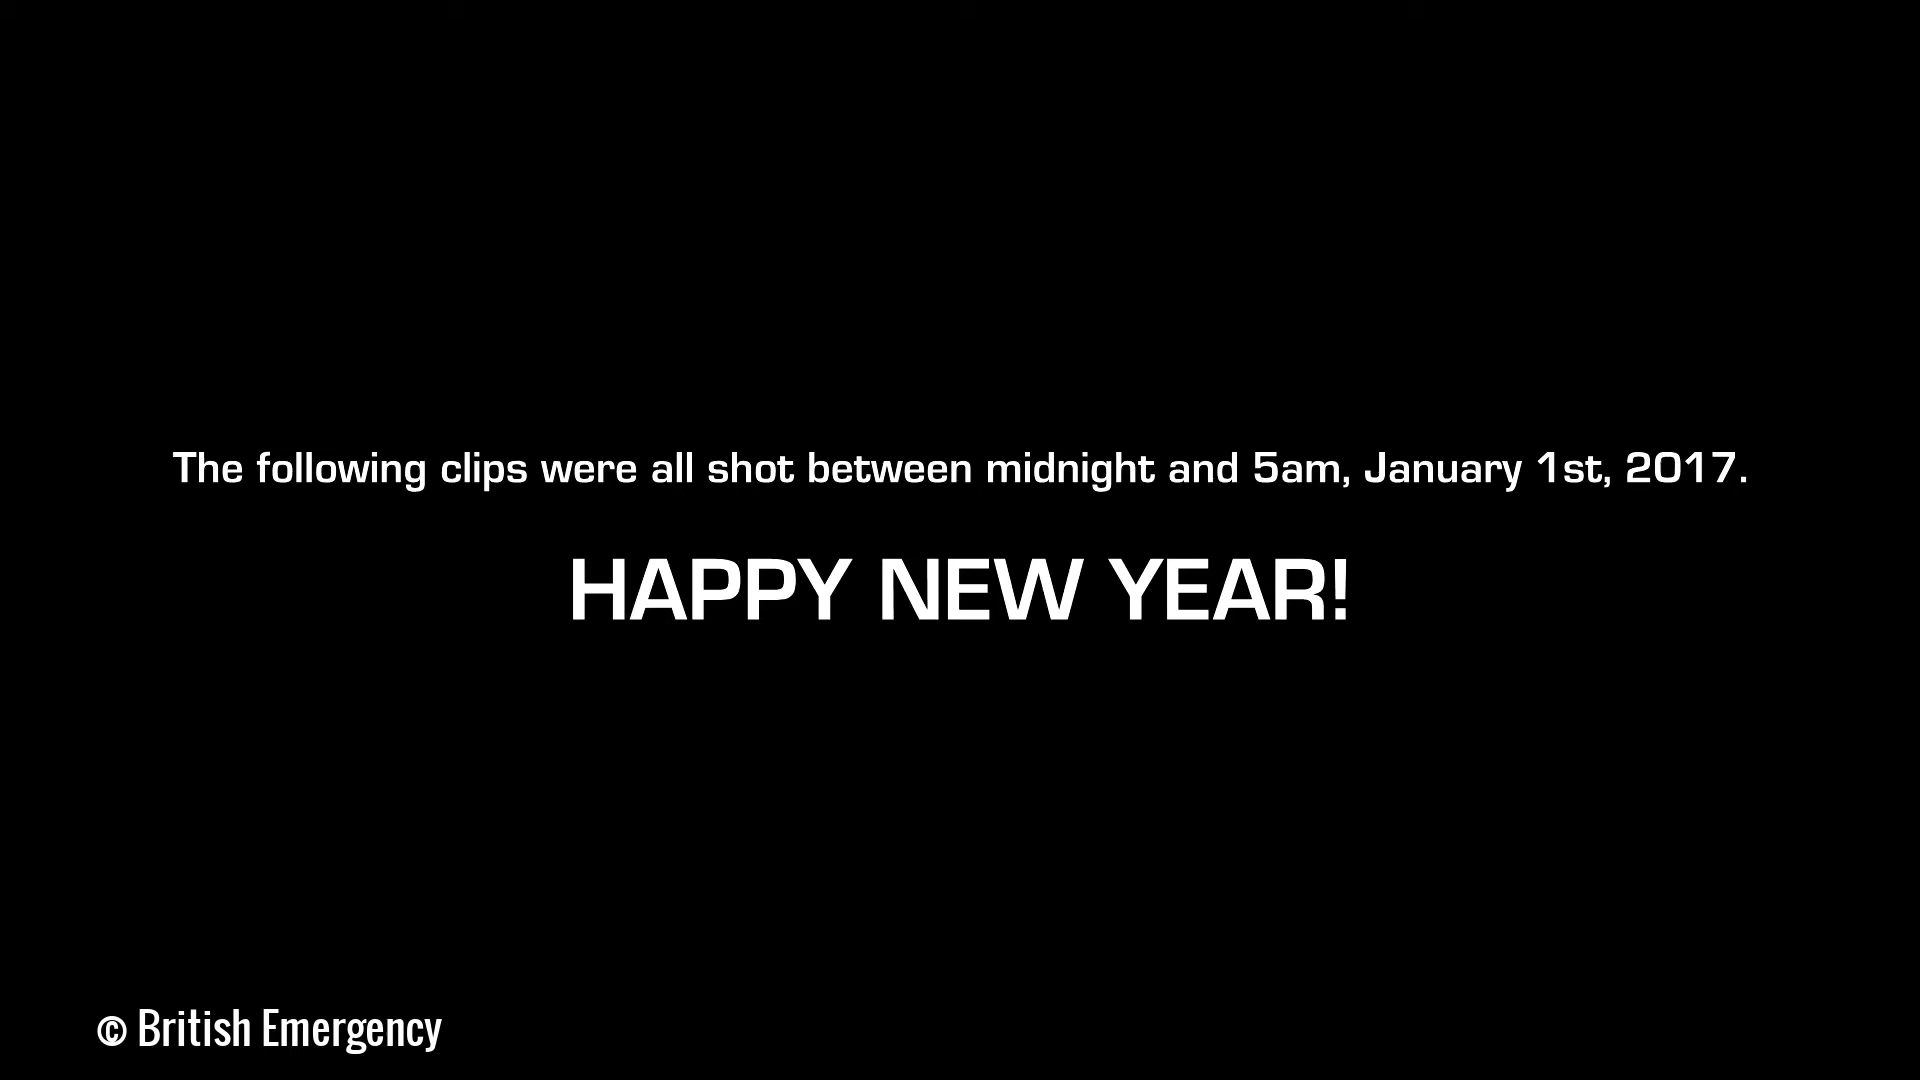 The following clips were all shot between midnight and 5am, January 1st, 2017.
HAPPY NEW YEAR!
© British Emergency